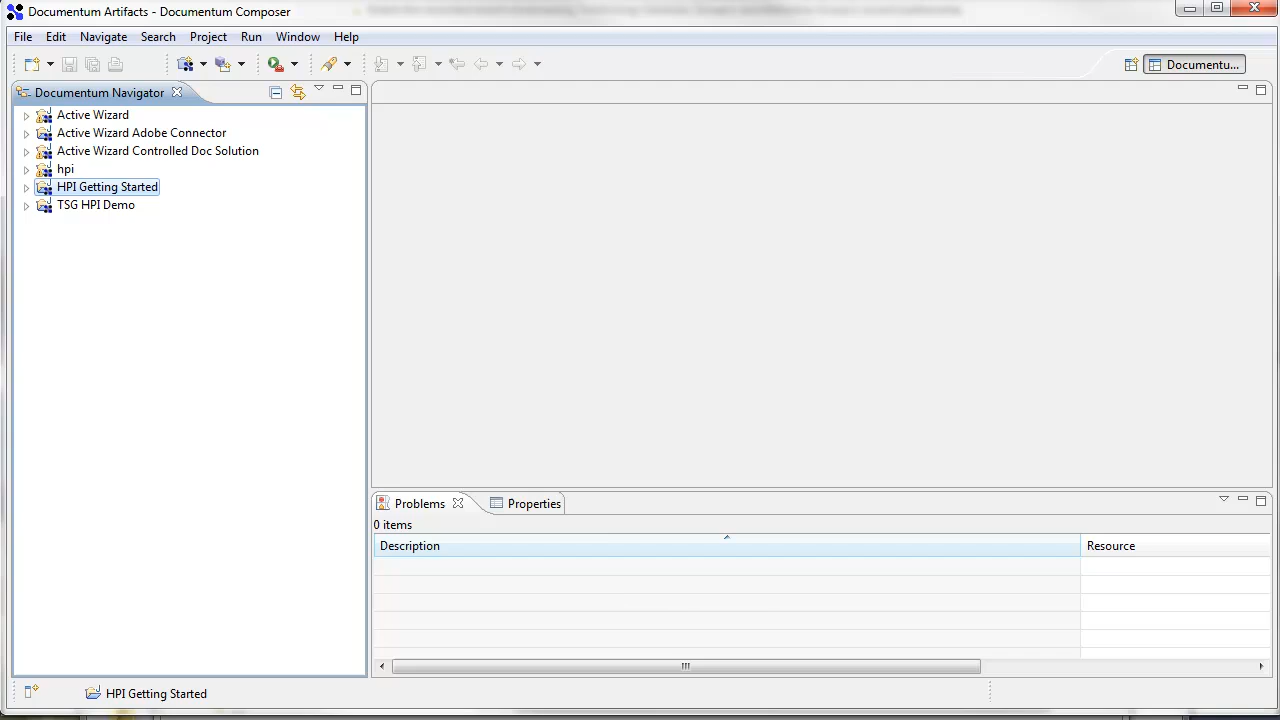 Documentum Artifacts - Documentum Composer
File Edit Navigate Search Project Run Window Help
Documentu...
Documentum Navigator
Active Wizard
Active Wizard Adobe Connector
Active Wizard Controlled Doc Solution
hpi
HPI Getting Started
TSG HPI Demo
Problems Properties
0 items
Description Resource
HPI Getting Started